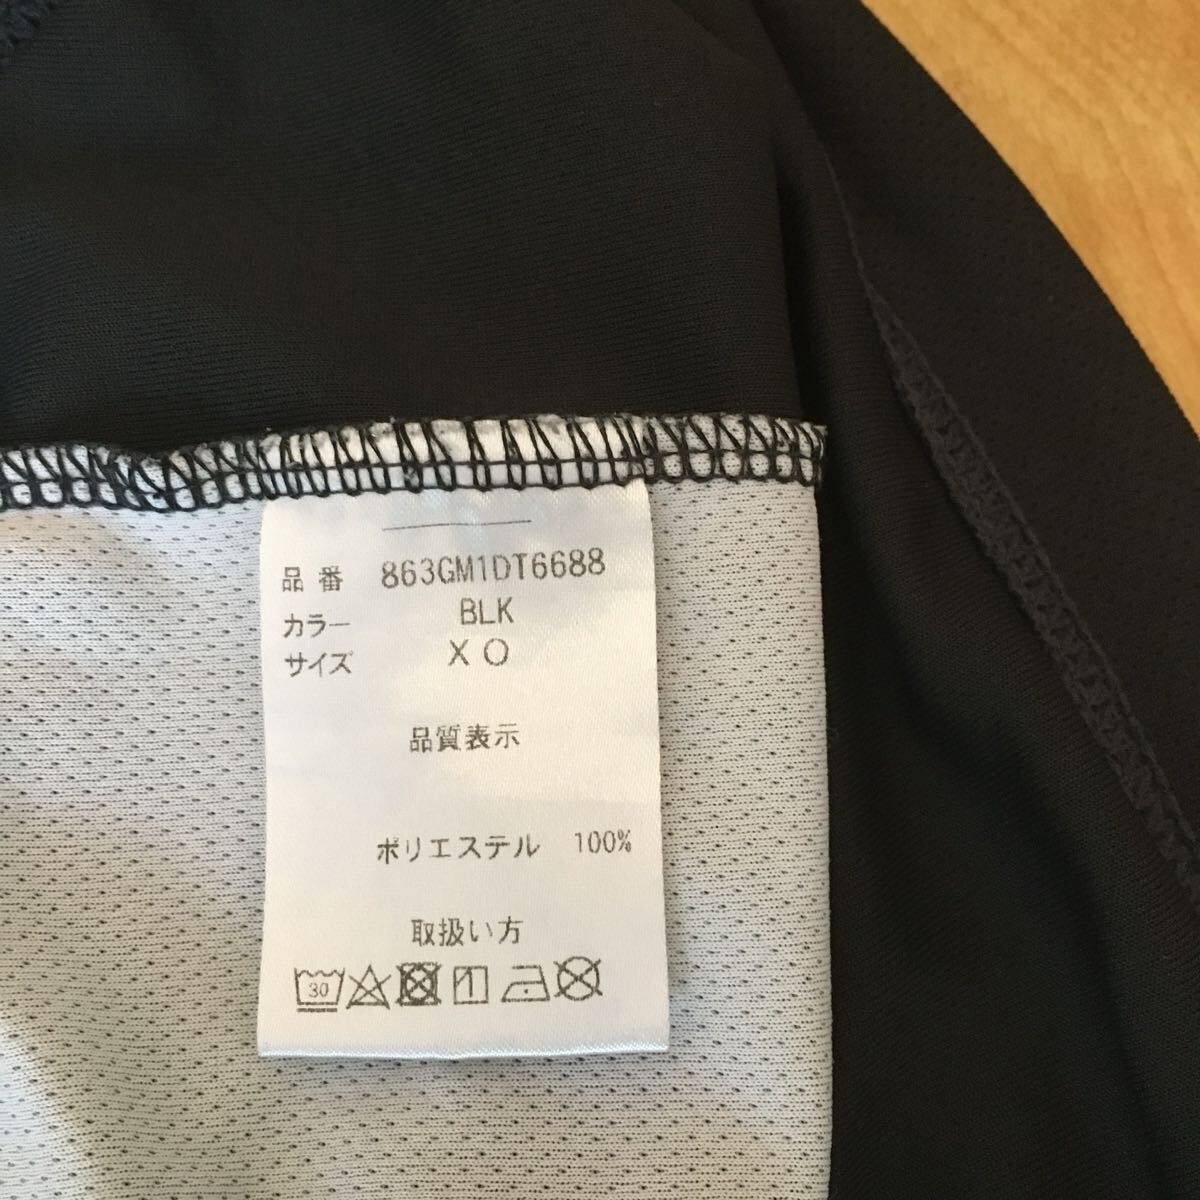 品番 863GM1DT6688
カラー BLK
サイズ XO
品質表示
ポリエステル 100%
取扱い方
30